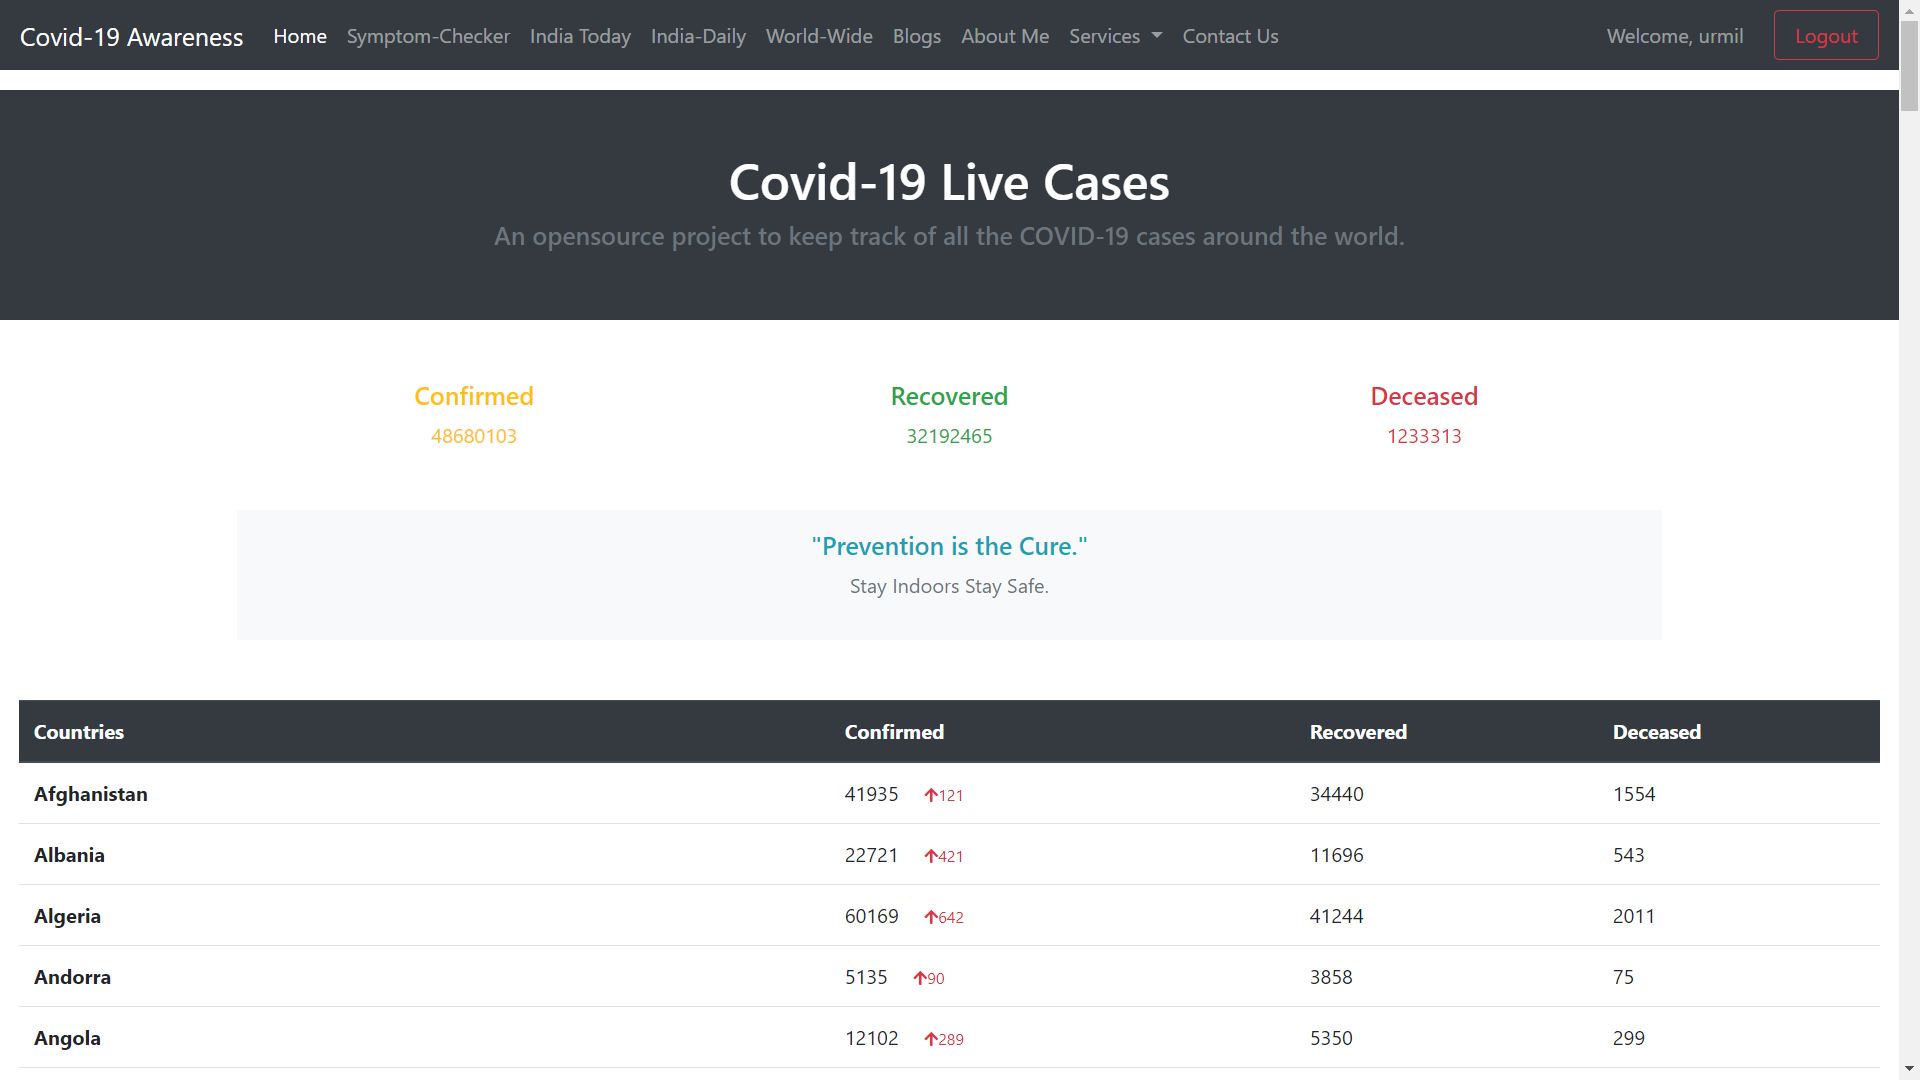 Covid-19 Awareness Home Symptom-Checker India Today India-Daily World-Wide Blogs About Me Services Contact Us Welcome, urmil Logout
Covid-19 Live Cases
An opensource project to keep track of all the COVID-19 cases around the world.
Confirmed Recovered Deceased
48680103 32192465 1233313
"Prevention is the Cure."
Stay Indoors Stay Safe.
Countries Confirmed Recovered Deceased
Afghanistan 41935 121 34440 1554
Albania 22721 421 11696 543
Algeria 60169 642 41244 2011
Andorra 5135 90 3858 75
Angola 12102 289 5350 299